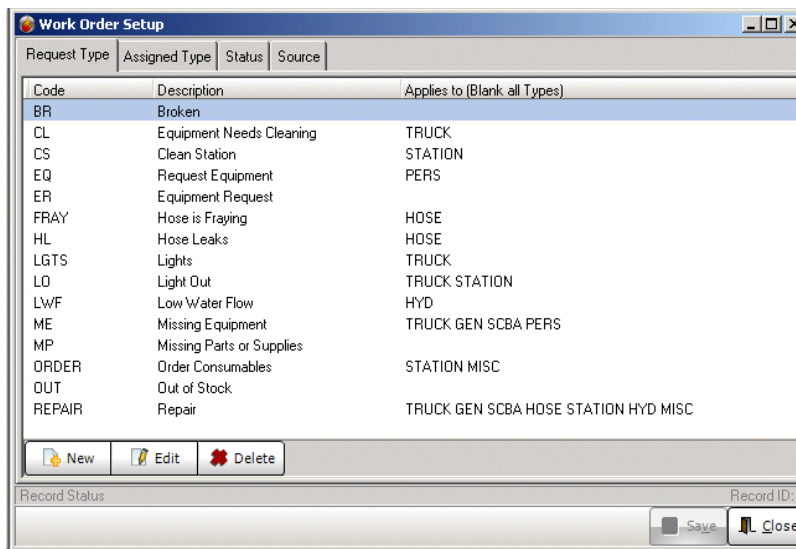 Work Order Setup
Request Type Assigned Type Status Source
Code Description Applies to (Blank all Types)
BR Broken
CL Equipment Needs Cleaning TRUCK
CS Clean Station STATION
EQ Request Equipment PERS
ER Equipment Request
FRAY Hose is Fraying HOSE
HL Hose Leaks HOSE
LGTS Lights TRUCK
LO Light Out TRUCK STATION
LWF Low Water Flow HYD
ME Missing Equipment TRUCK GEN SCBA PERS
MP Missing Parts or Supplies
ORDER Order Consumables STATION MISC
OUT Out of Stock
REPAIR Repair TRUCK GEN SCBA HOSE STATION HYD MISC
New Edit Delete
Record Status Record ID:
Save Close